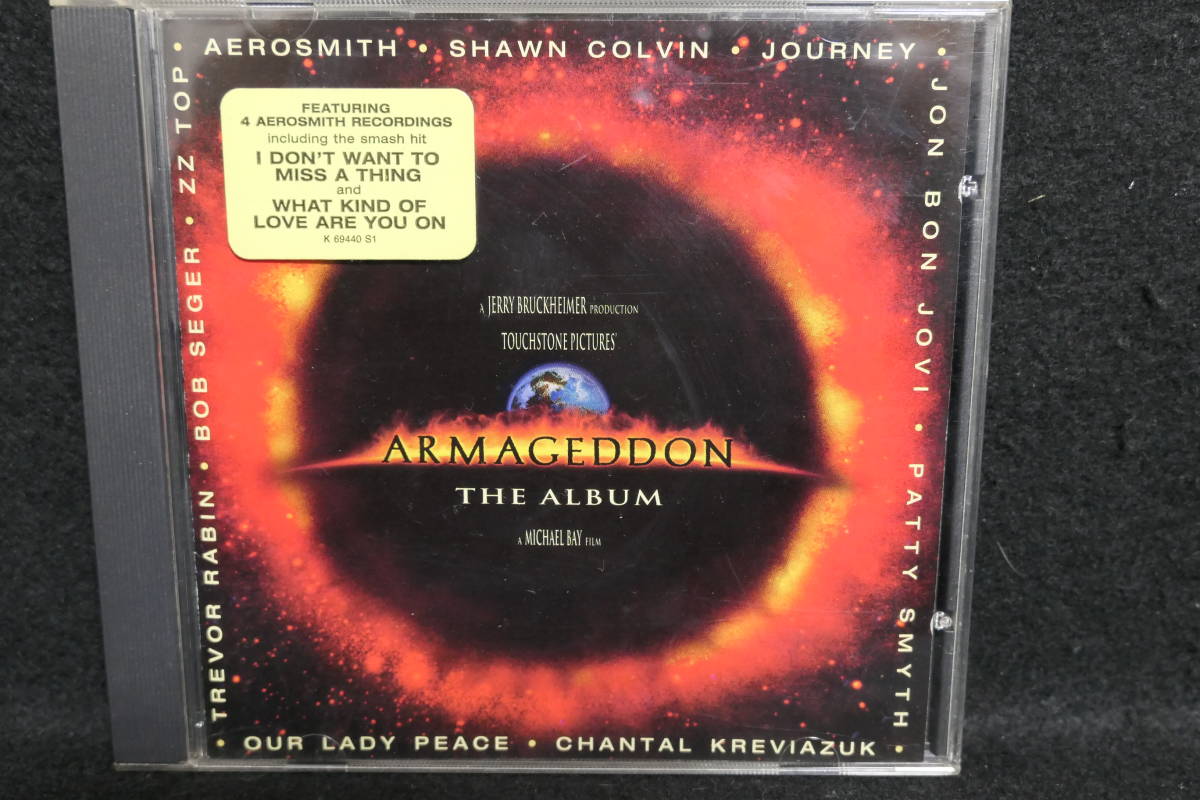 • AEROSMITH • SHAWN COLVIN • JOURNEY •
JON BON JOVI • PATTY SMYTH
• OUR LADY PEACE • CHANTAL KREVIAZUK •
TREVOR RABIN • BOB SEGER • ZZ TOP
FEATURING
4 AEROSMITH RECORDINGS
including the smash hit
I DON'T WANT TO
MISS A THING
and
WHAT KIND OF
LOVE ARE YOU ON
K 69440 S1
A JERRY BRUCKHEIMER PRODUCTION
TOUCHSTONE PICTURES'
ARMAGEDDON
THE ALBUM
A MICHAEL BAY FILM